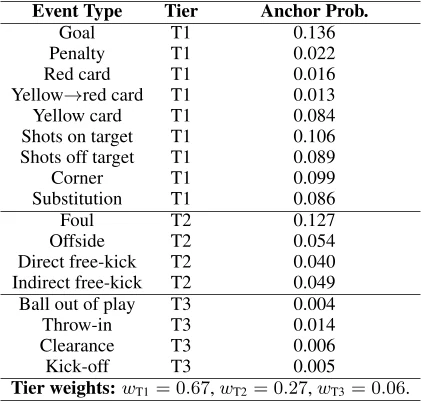 Event Type Tier Anchor Prob.
Goal T1 0.136
Penalty T1 0.022
Red card T1 0.016
Yellow→red card T1 0.013
Yellow card T1 0.084
Shots on target T1 0.106
Shots off target T1 0.089
Corner T1 0.099
Substitution T1 0.086
Foul T2 0.127
Offside T2 0.054
Direct free-kick T2 0.040
Indirect free-kick T2 0.049
Ball out of play T3 0.004
Throw-in T3 0.014
Clearance T3 0.006
Kick-off T3 0.005
Tier weights: wT1 = 0.67, wT2 = 0.27, wT3 = 0.06.